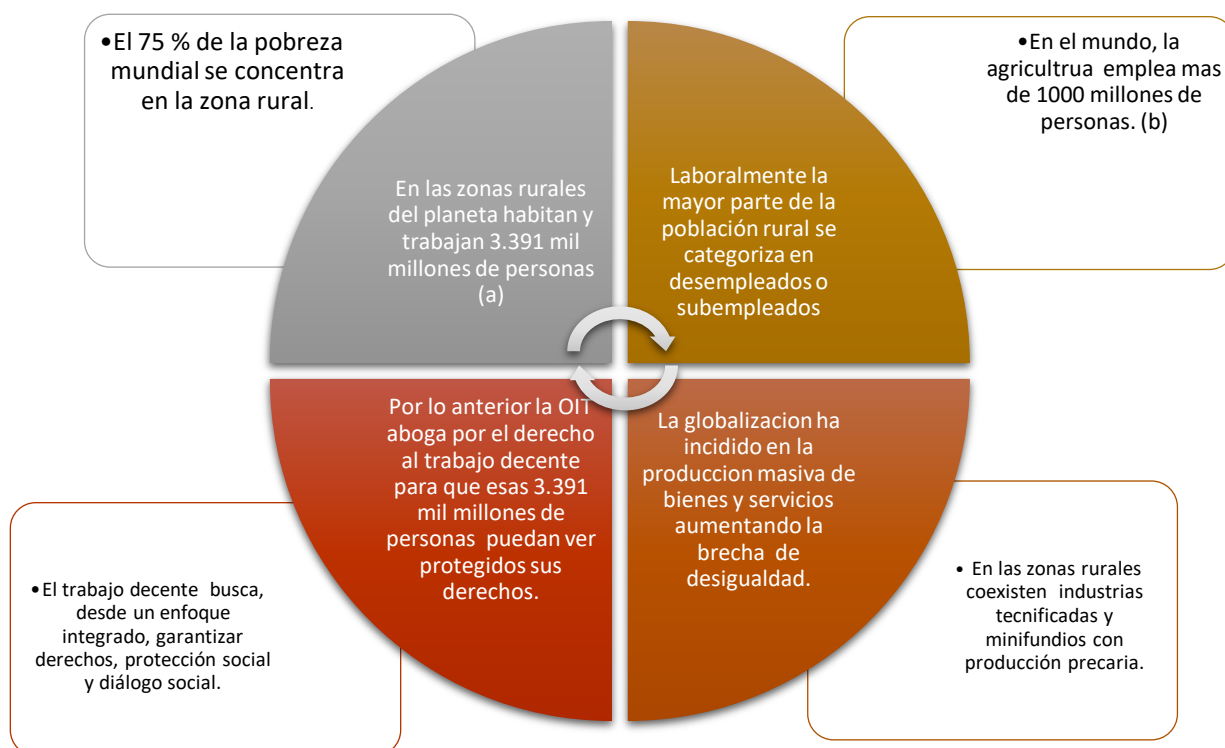 •El 75 % de la pobreza
mundial se concentra
en la zona rural.
En las zonas rurales
del planeta habitan y
trabajan 3.391 mil
millones de personas
(a)
•En el mundo, la
agricultrua emplea mas
de 1000 millones de
personas. (b)
Laboralmente la
mayor parte de la
población rural se
categoriza en
desempleados o
subempleados
Por lo anterior la OIT
aboga por el derecho
al trabajo decente
para que esas 3.391
mil millones de
personas puedan ver
protegidos sus
derechos.
•El trabajo decente busca,
desde un enfoque
integrado, garantizar
derechos, protección social
y diálogo social.
La globalizacion ha
incidido en la
produccion masiva de
bienes y servicios
aumentando la
brecha de
desigualdad.
• En las zonas rurales
coexisten industrias
tecnificadas y
minifundios con
producción precaria.